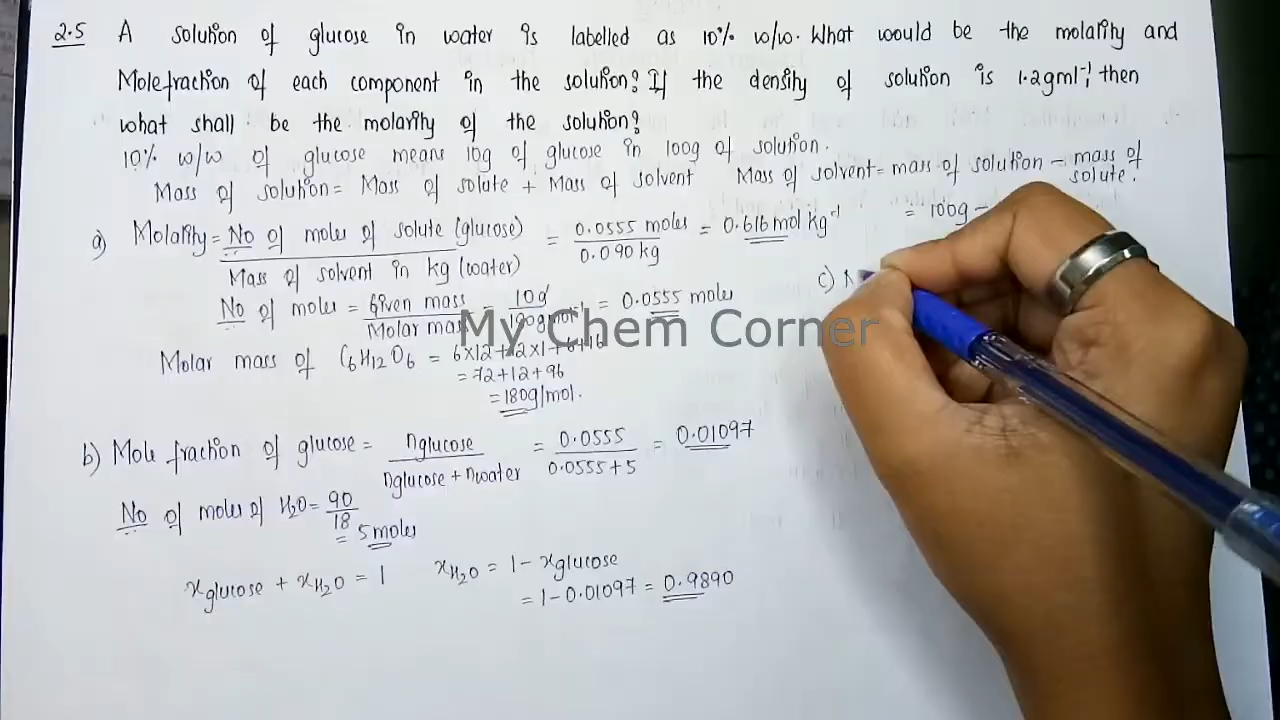 2.5 A solution of glucose in water is labelled as 10% w/w. What would be the molality and
Mole fraction of each component in the solution? If the density of solution is 1.2gml⁻¹, then
what shall be the molarity of the solution?
10% w/w of glucose means 10g of glucose in 100g of solution.
Mass of solution = Mass of solute + Mass of solvent Mass of solvent = mass of solution - mass of solute.
= 100g -
a) Molality = No of moles of solute (glucose) / Mass of solvent in kg (water) = 0.0555 moles / 0.090 kg = 0.616 mol kg⁻¹
No of moles = Given mass / Molar mass = 10g / 180gmol⁻¹ = 0.0555 moles
c)
My Chem Corner
Molar mass of C6H12O6 = 6×12+12×1+6+16
= 72+12+96
= 180g/mol.
b) Mole fraction of glucose = nglucose / nglucose + nwater = 0.0555 / 0.0555+5 = 0.01097
No of moles of H2O = 90 / 18
= 5 moles
xglucose + xH2O = 1 xH2O = 1 - xglucose
= 1 - 0.01097 = 0.9890